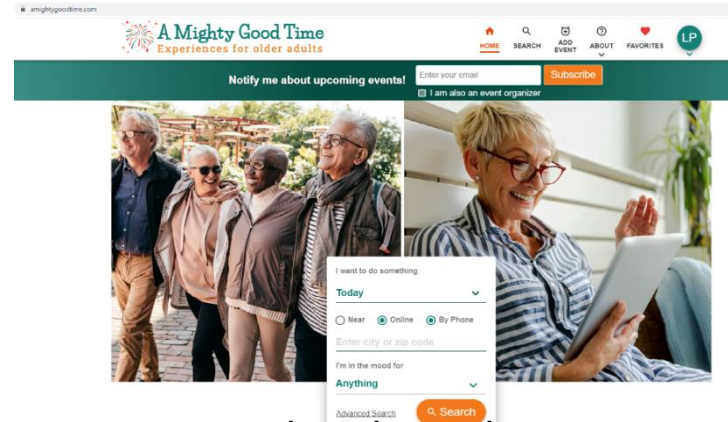 amightygoodtime.com
A Mighty Good Time
Experiences for older adults
HOME
SEARCH
ADD
EVENT
ABOUT
FAVORITES
LP
Notify me about upcoming events!
Enter your email
Subscribe
I am also an event organizer
I want to do something
Today
Near
Online
By Phone
Enter city or zip code
I'm in the mood for
Anything
Advanced Search
Search